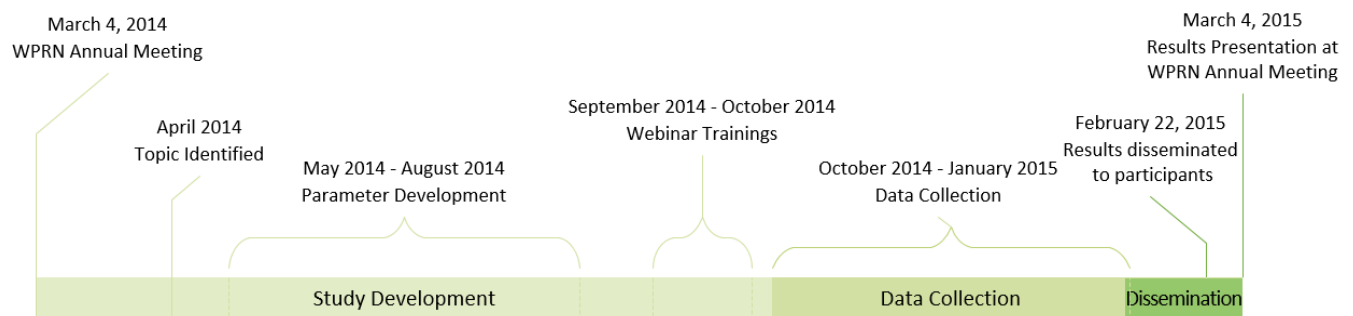 March 4, 2014
WPRN Annual Meeting
April 2014
Topic Identified
May 2014 - August 2014
Parameter Development
September 2014 - October 2014
Webinar Trainings
October 2014 - January 2015
Data Collection
February 22, 2015
Results disseminated
to participants
March 4, 2015
Results Presentation at
WPRN Annual Meeting
Study Development
Data Collection
Dissemination